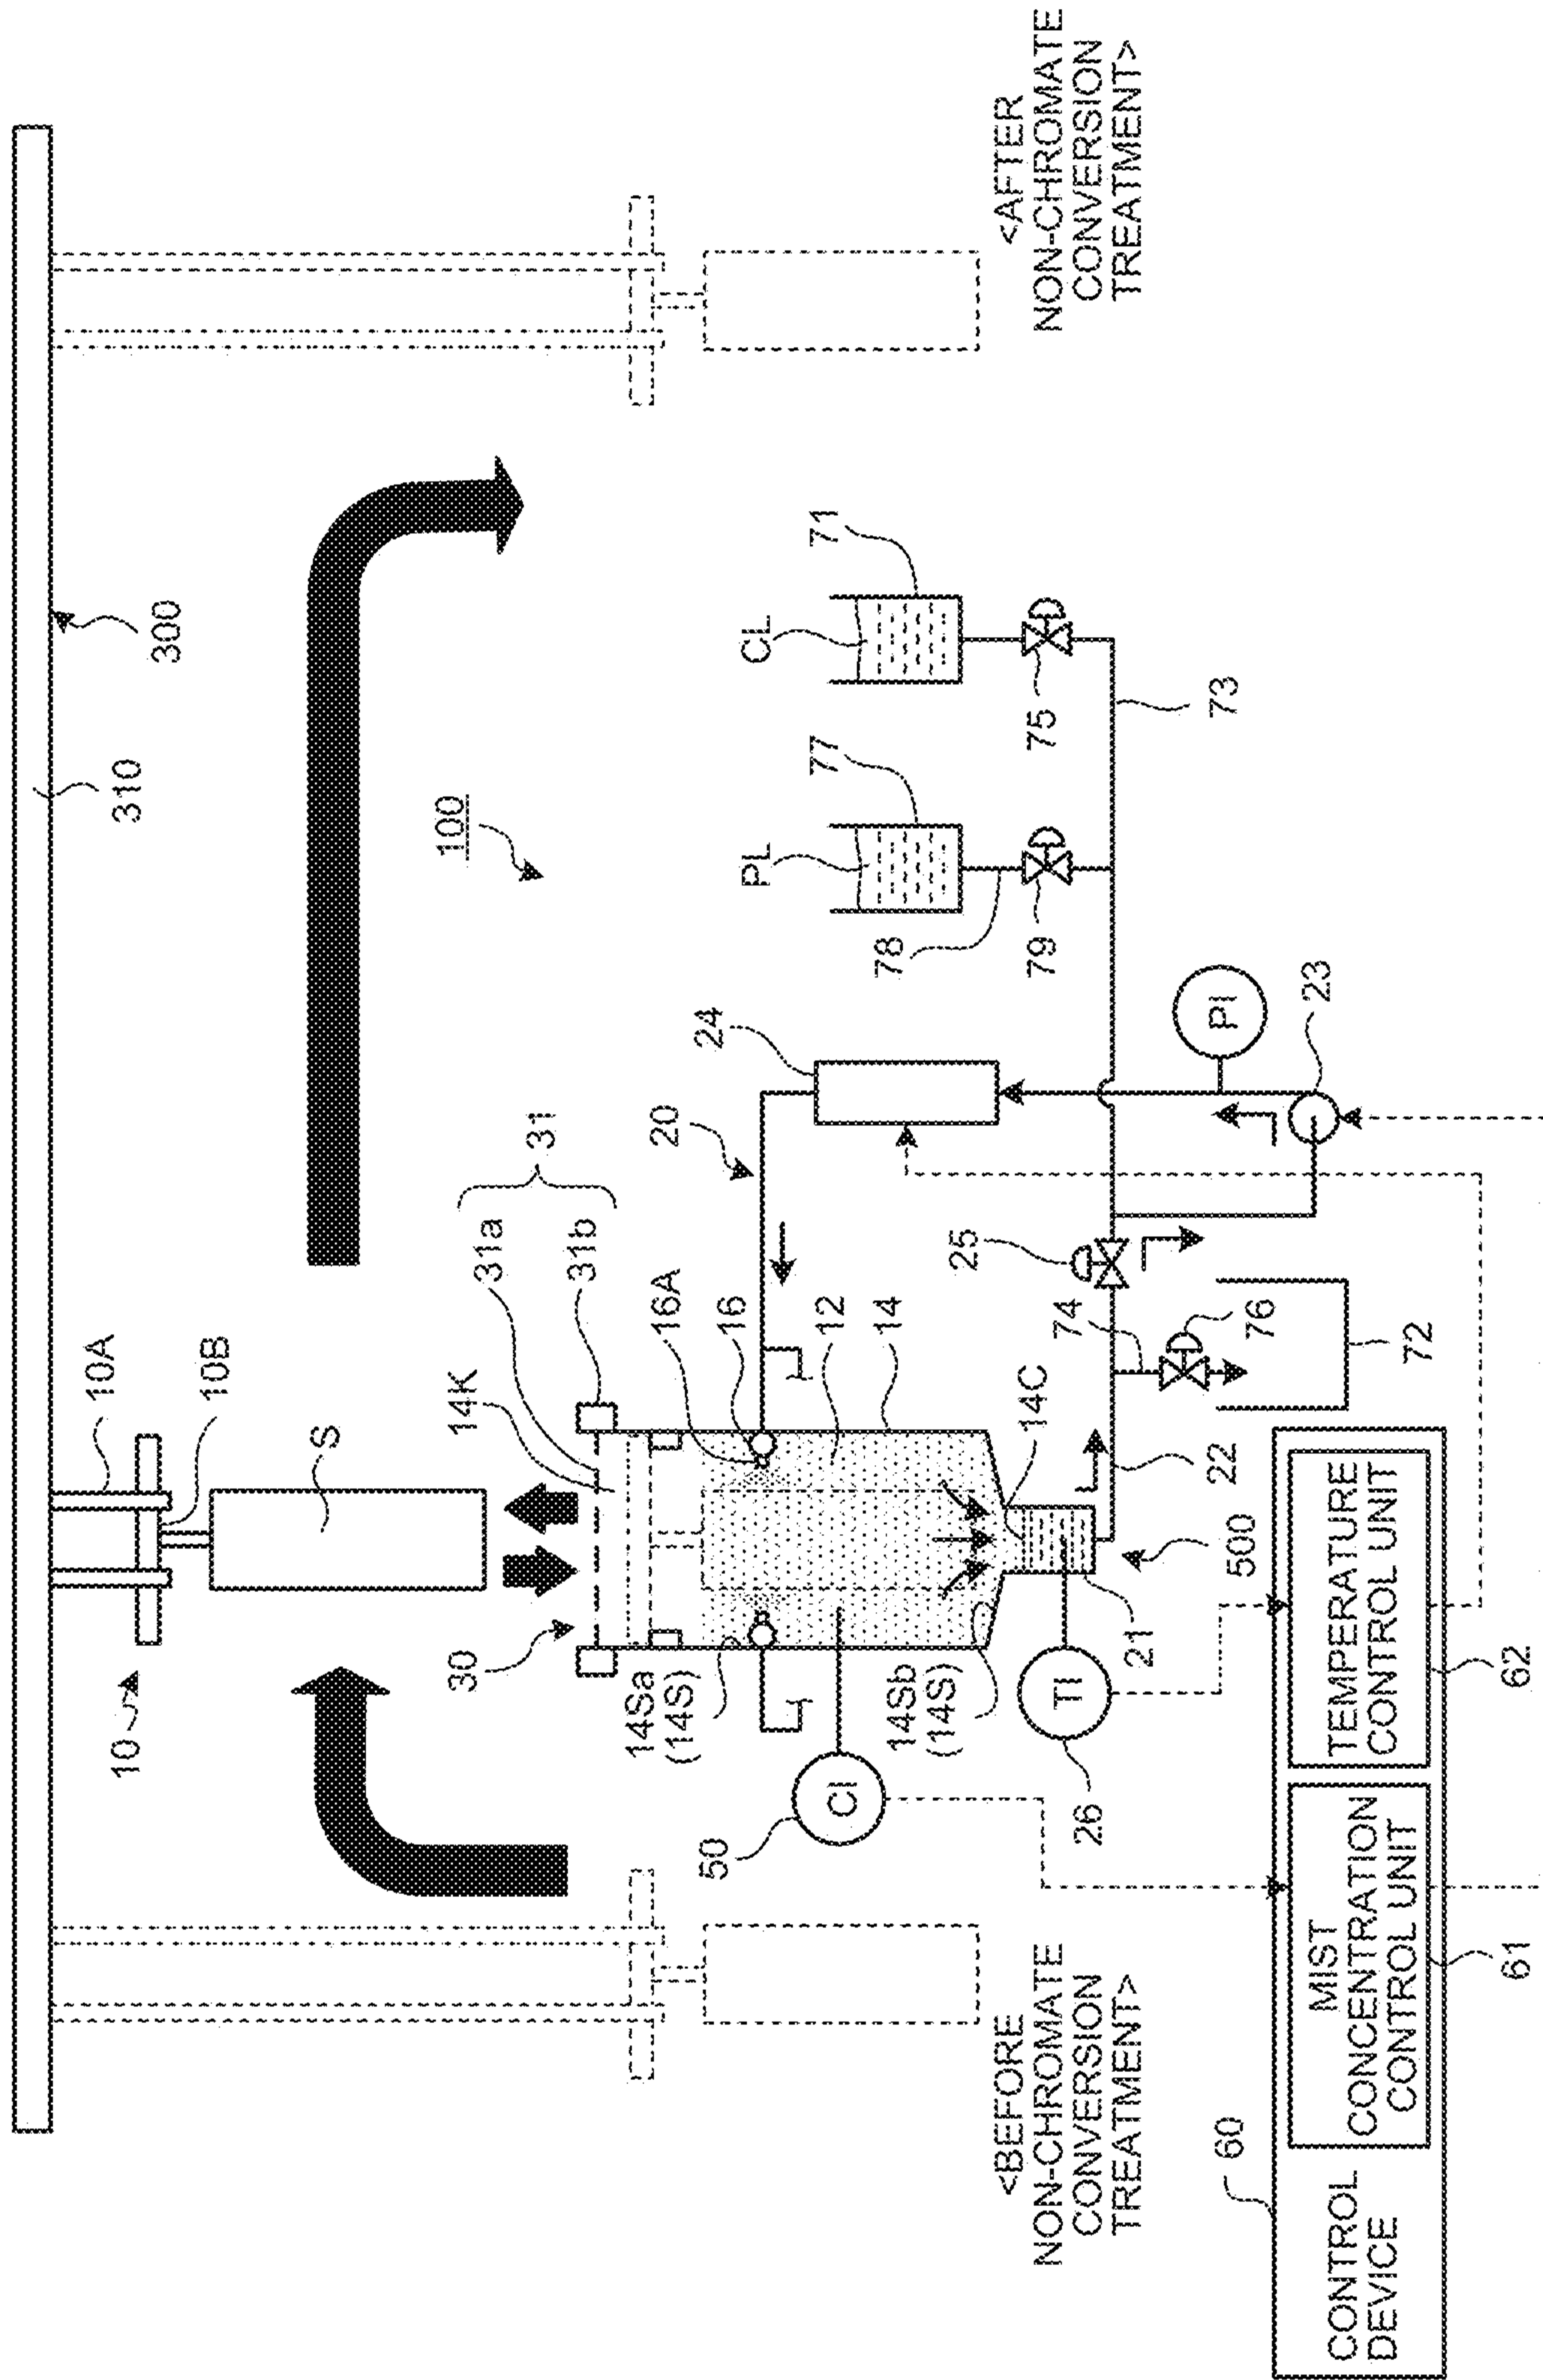 300
310
10
10A
10B
S
100
30
14K
31a
31b
31
14Sa
(14S)
16A
16
20
24
PL
77
CL
71
12
14
50
CI
14Sb
(14S)
14C
25
78
79
75
74
76
73
TI
26
21
22
72
PI
23
500
<BEFORE
NON-CHROMATE
CONVERSION
TREATMENT>
<AFTER
NON-CHROMATE
CONVERSION
TREATMENT>
60
CONTROL
DEVICE
MIST
CONCENTRATION
CONTROL UNIT
TEMPERATURE
CONTROL UNIT
61
62